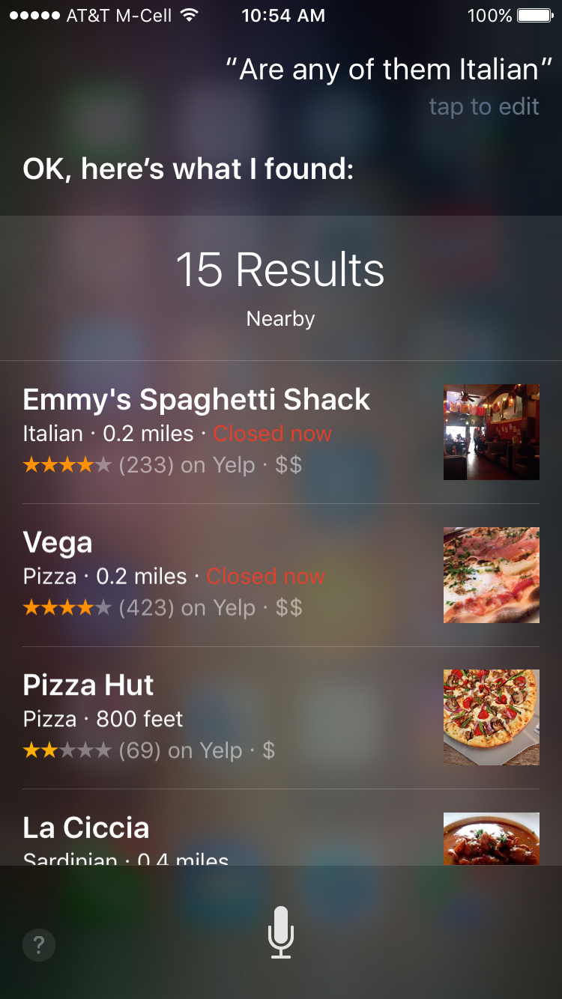 AT&T M-Cell 10:54 AM 100%
“Are any of them Italian”
tap to edit
OK, here’s what I found:
15 Results
Nearby
Emmy's Spaghetti Shack
Italian · 0.2 miles · Closed now
★★★★★ (233) on Yelp · $$
Vega
Pizza · 0.2 miles · Closed now
★★★★★ (423) on Yelp · $$
Pizza Hut
Pizza · 800 feet
★★★★★ (69) on Yelp · $
La Ciccia
Sardinian · 0.4 miles
?